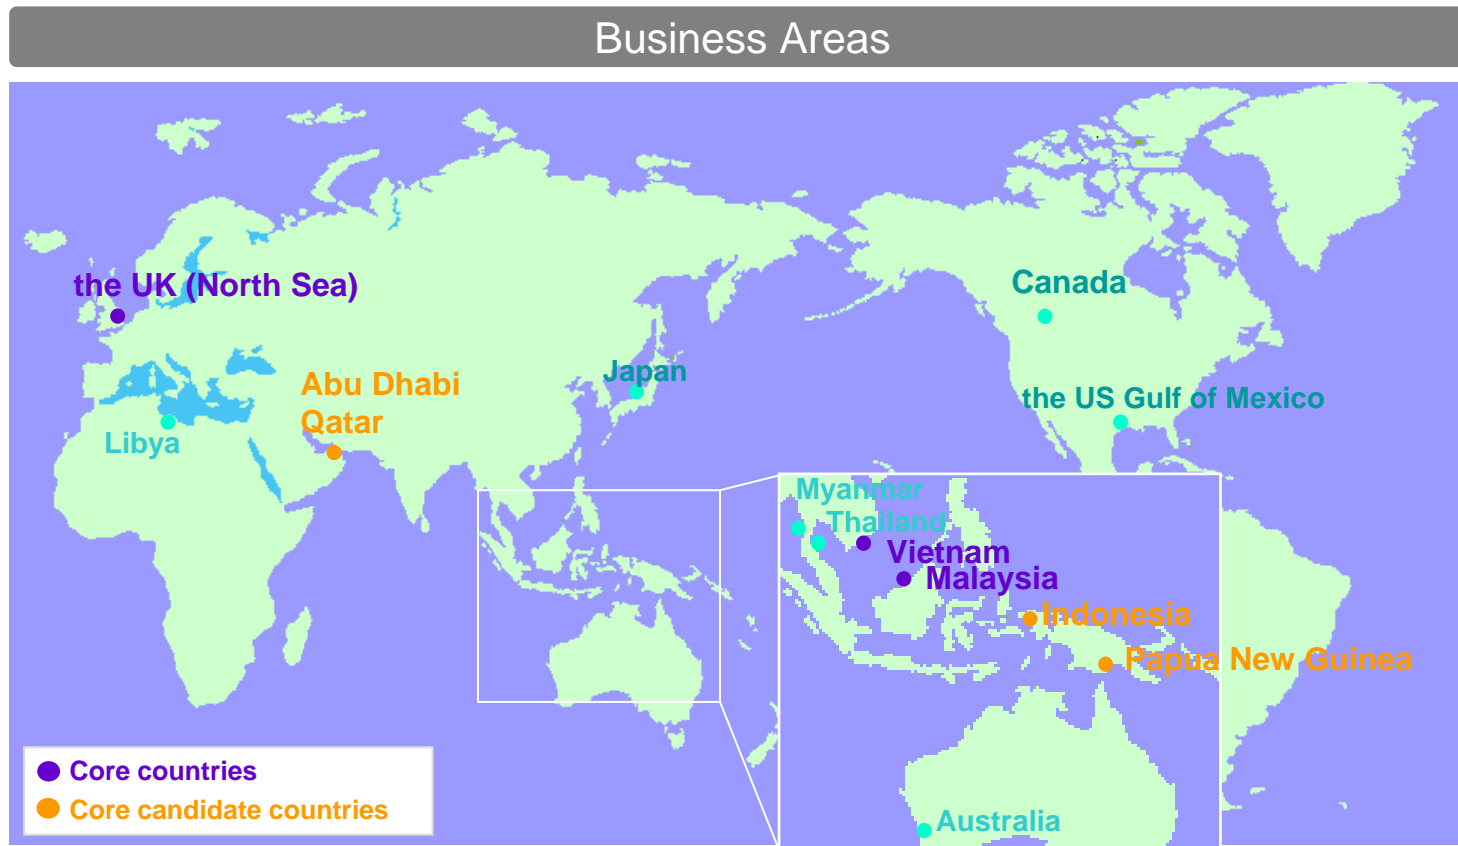 Business Areas
the UK (North Sea)
Canada
Abu Dhabi
Qatar
Japan
the US Gulf of Mexico
Libya
Myanmar
Thailand
Vietnam
Malaysia
Indonesia
Papua New Guinea
Australia
Core countries
Core candidate countries